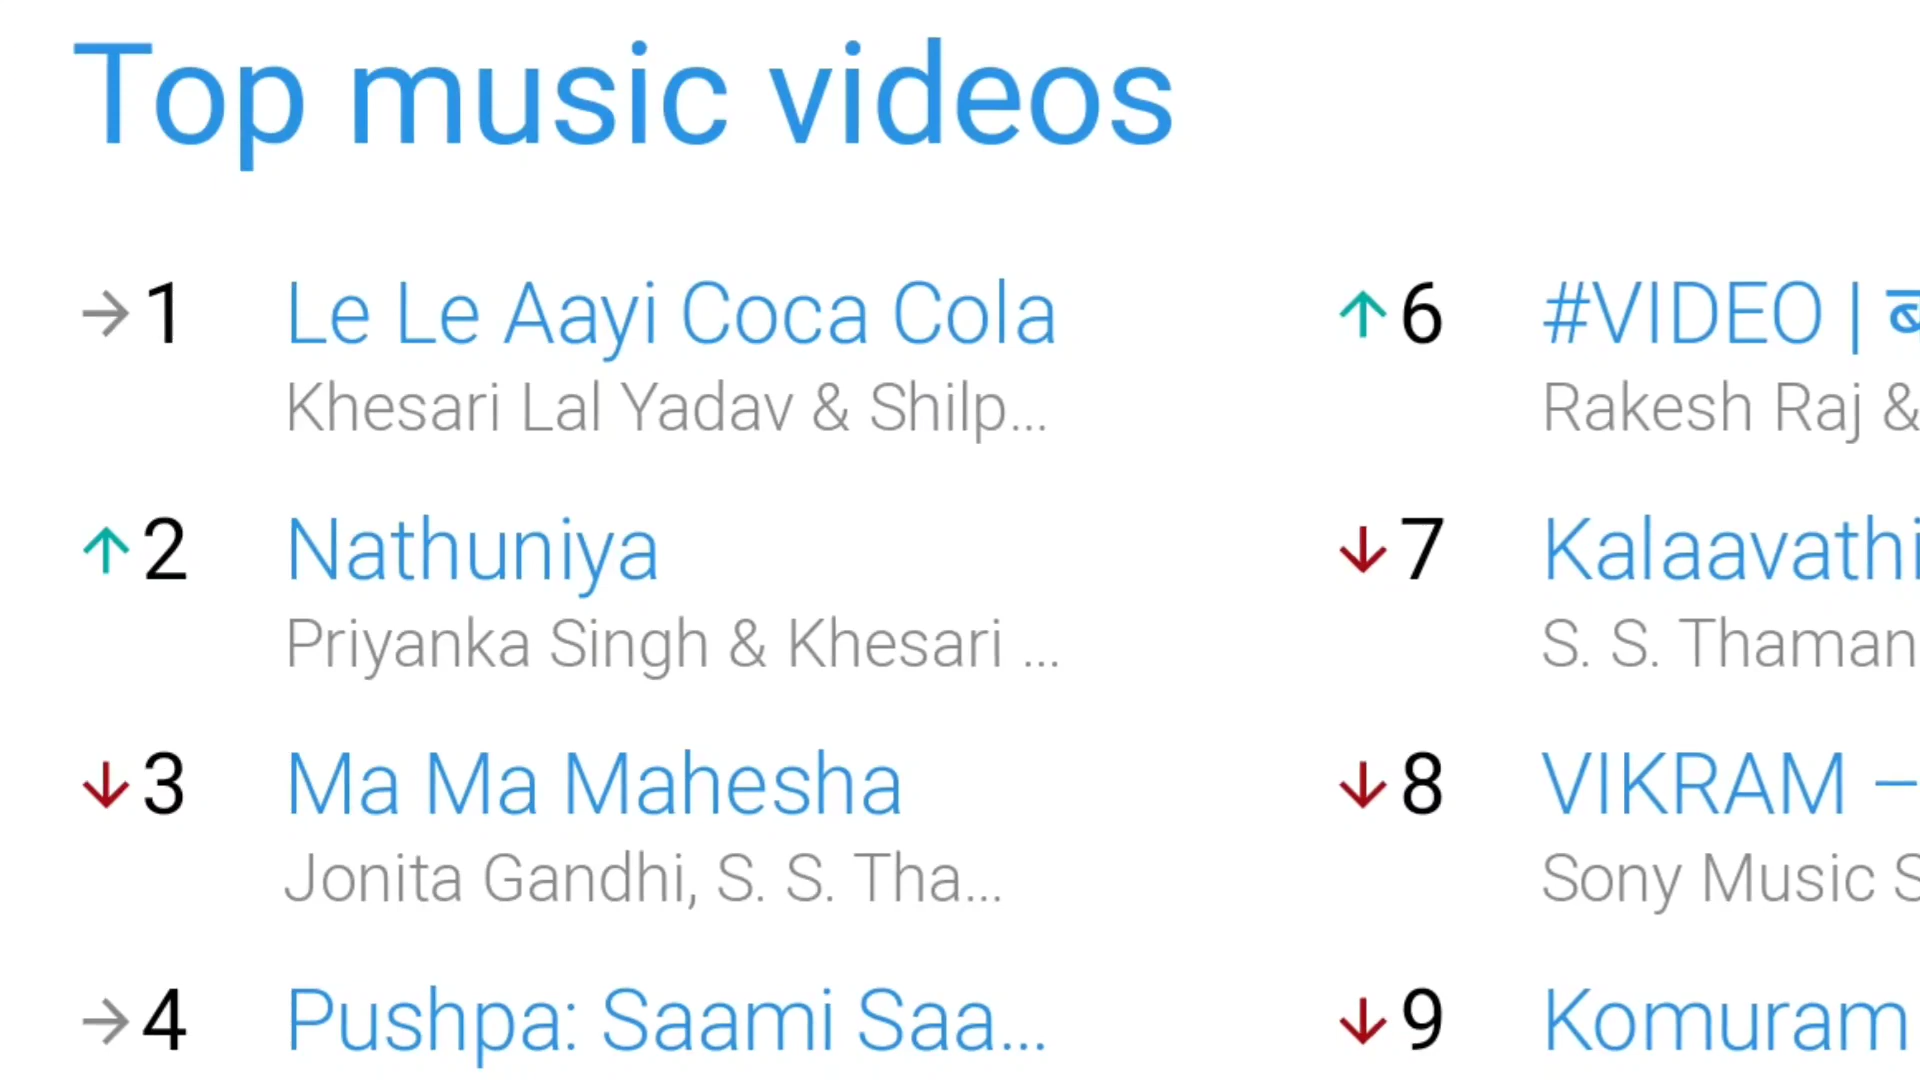 Top music videos
1 Le Le Aayi Coca Cola
Khesari Lal Yadav & Shilp...
2 Nathuniya
Priyanka Singh & Khesari ...
3 Ma Ma Mahesha
Jonita Gandhi, S. S. Tha...
4 Pushpa: Saami Saa...
6 #VIDEO |
Rakesh Raj &
7 Kalaavathi
S. S. Thaman
8 VIKRAM –
Sony Music S
9 Komuram